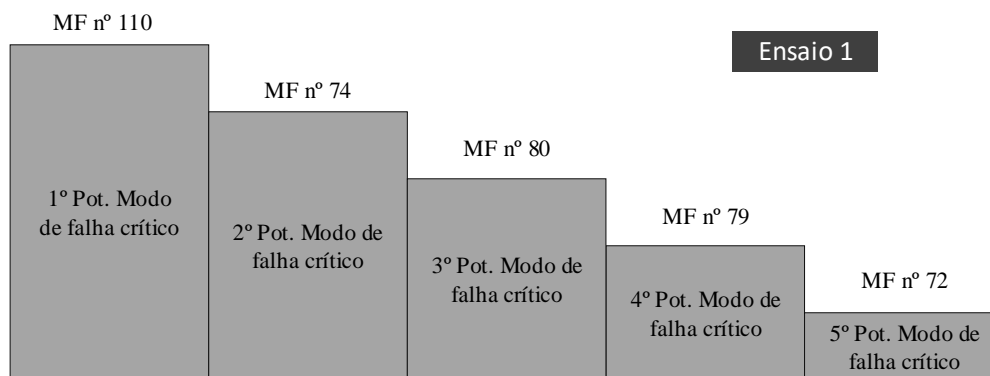 MF nº 110
Ensaio 1
MF nº 74
MF nº 80
1º Pot. Modo
de falha crítico
MF nº 79
2º Pot. Modo de
falha crítico
3º Pot. Modo de
falha crítico
MF nº 72
4º Pot. Modo de
falha crítico
5º Pot. Modo de
falha crítico